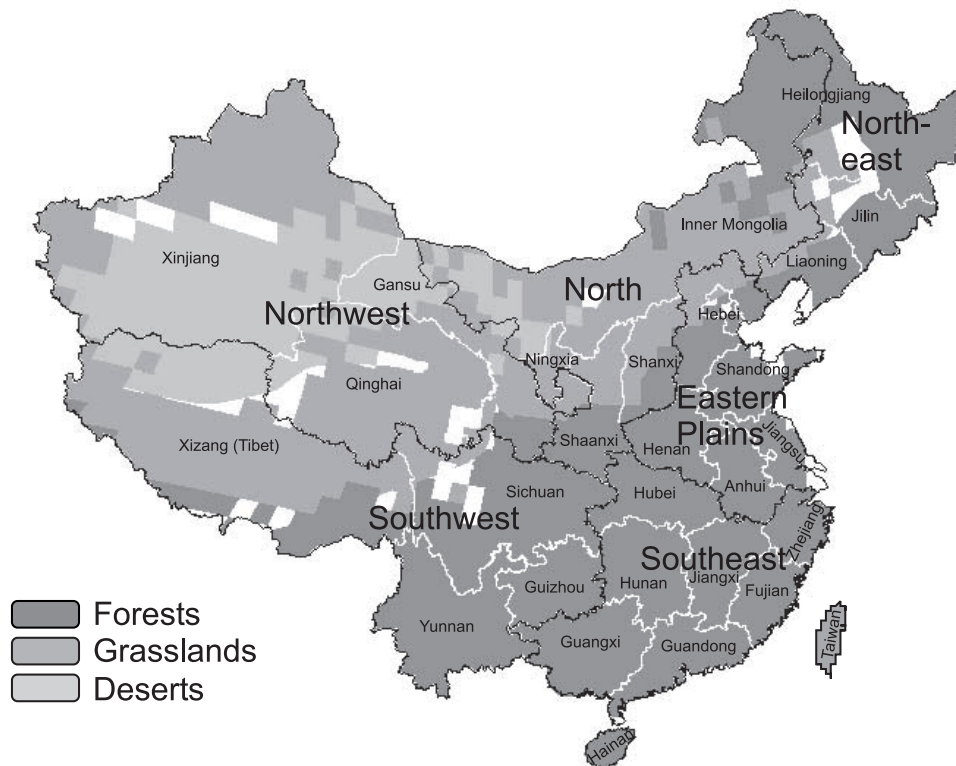 Heilongjiang
North-
east
Jilin
Inner Mongolia
Liaoning
Xinjiang
Gansu
North
Northwest
Hebei
Ningxia
Shanxi
Shandong
Qinghai
Eastern
Plains
Jiangsu
Xizang (Tibet)
Shaanxi
Henan
Anhui
Sichuan
Hubei
Southwest
Zhejiang
Southeast
Guizhou
Hunan
Jiangxi
Fujian
Forests
Yunnan
Guangxi
Guandong
Taiwan
Grasslands
Deserts
Hainan